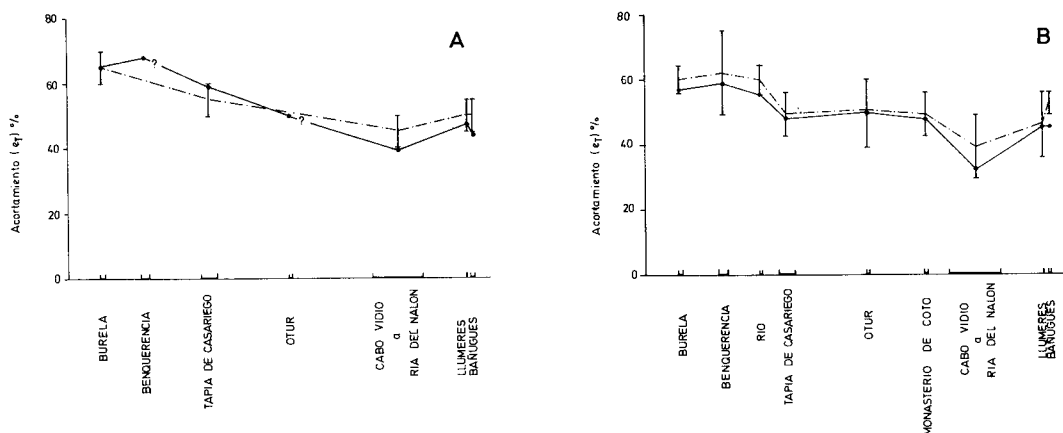 A
Acortamiento (eT) %
80
60
40
20
0
?
?
BURELA
BENQUERENCIA
TAPIA DE CASARIEGO
OTUR
CABO VIDIO
a
RIA DEL NALON
LLUMERES
BAÑUGUES
B
Acortamiento (eT) %
80
60
40
20
0
BURELA
BENQUERENCIA
RIO
TAPIA DE CASARIEGO
OTUR
MONASTERIO DE COTO
CABO VIDIO
a
RIA DEL NALON
LLUMERES
BAÑUGUES